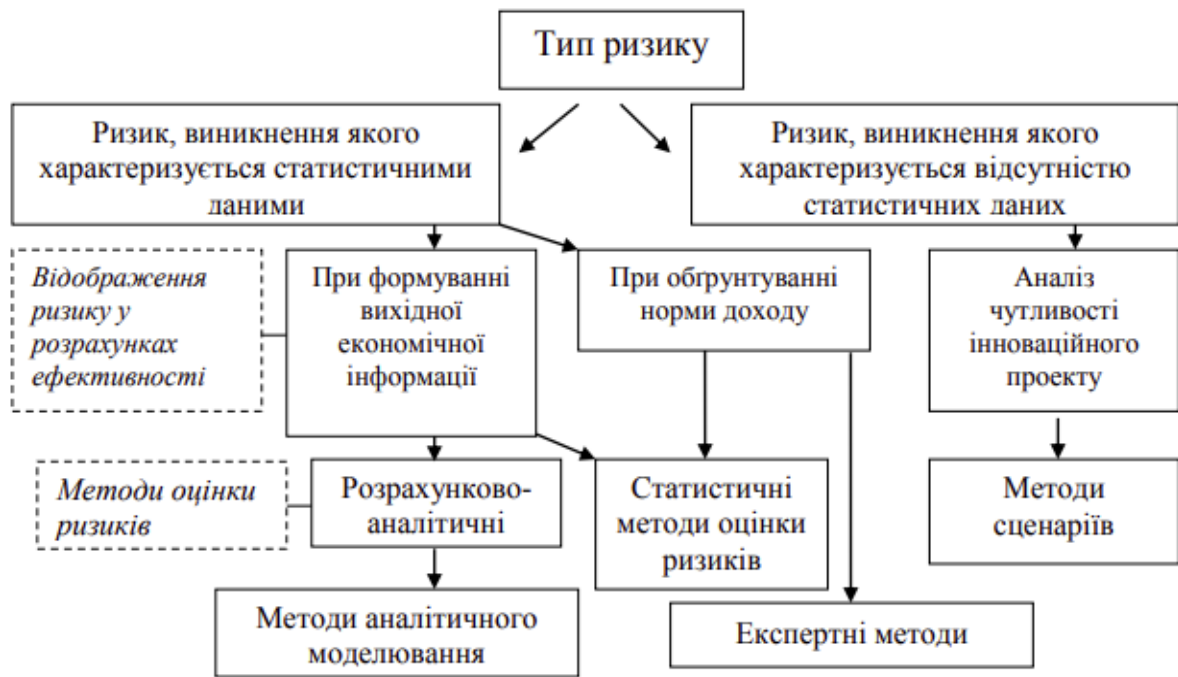 Тип ризику
Ризик, виникнення якого
характеризується статистичними
даними
Ризик, виникнення якого
характеризується відсутністю
статистичних даних
Відображення
ризику у
розрахунках
ефективності
При формуванні
вихідної
економічної
інформації
При обґрунтуванні
норми доходу
Аналіз
чутливості
інноваційного
проекту
Методи оцінки
ризиків
Розрахунково-
аналітичні
Статистичні
методи оцінки
ризиків
Методи
сценаріїв
Методи аналітичного
моделювання
Експертні методи